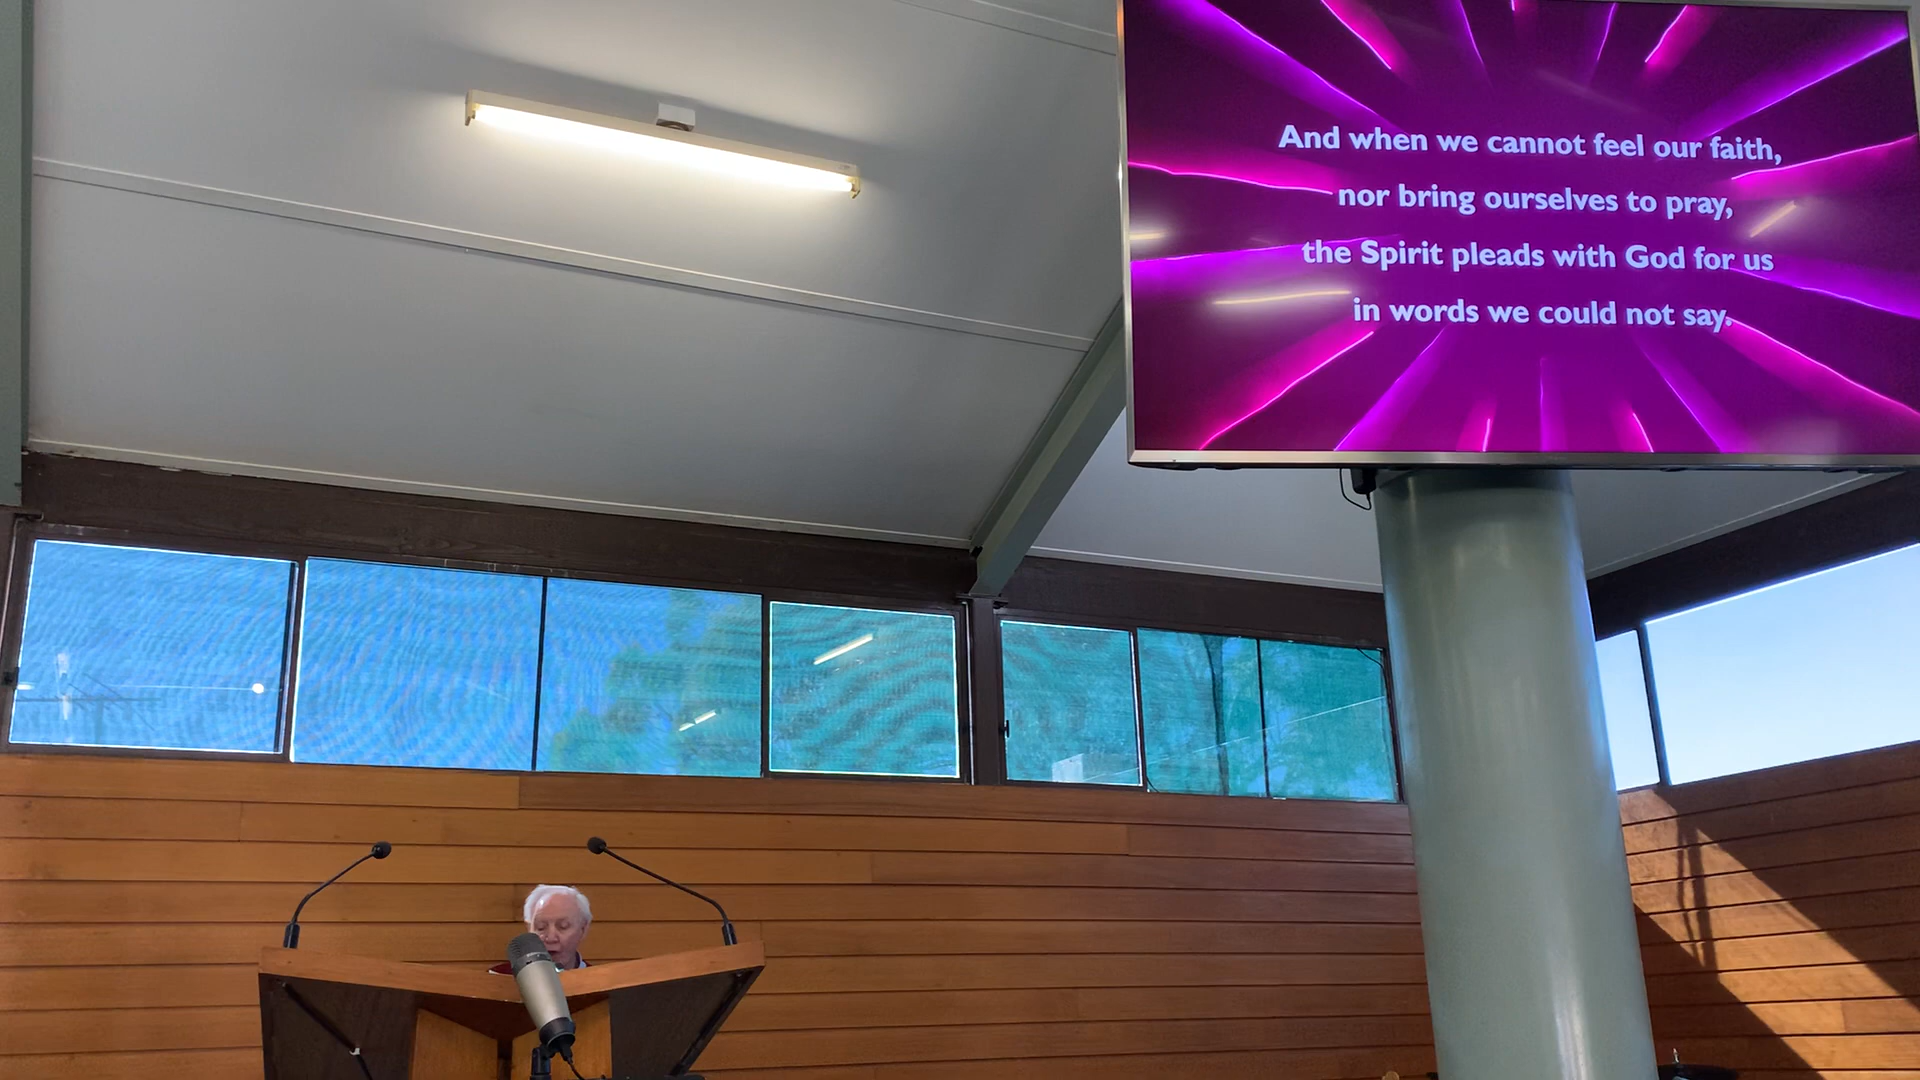 And when we cannot feel our faith,
nor bring ourselves to pray,
the Spirit pleads with God for us
in words we could not say.